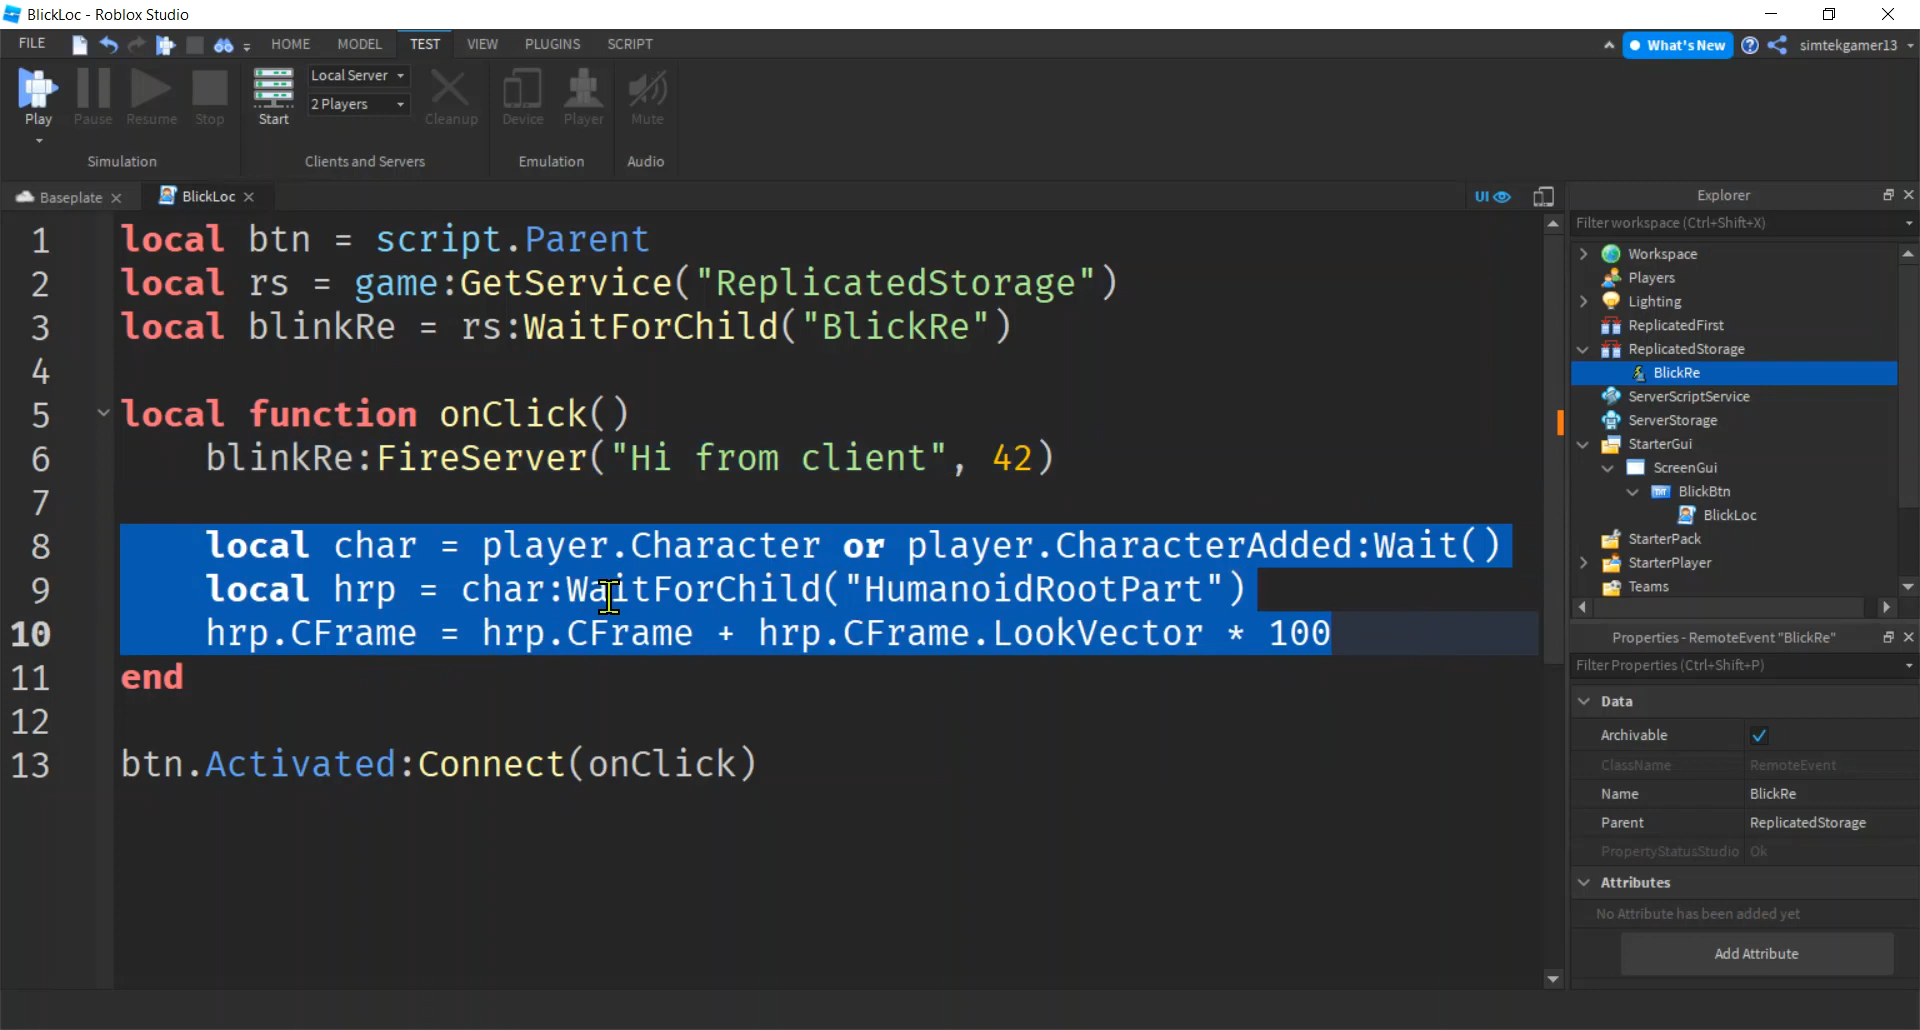 BlickLoc - Roblox Studio
FILE HOME MODEL TEST VIEW PLUGINS SCRIPT What's New simtekgamer13
Play Pause Resume Stop Start Local Server 2 Players Cleanup Device Player Mute
Simulation Clients and Servers Emulation Audio
Baseplate BlickLoc UI
1 local btn = script.Parent
2 local rs = game:GetService("ReplicatedStorage")
3 local blinkRe = rs:WaitForChild("BlickRe")
4
5 local function onClick()
6 blinkRe:FireServer("Hi from client", 42)
7
8 local char = player.Character or player.CharacterAdded:Wait()
9 local hrp = char:WaitForChild("HumanoidRootPart")
10 hrp.CFrame = hrp.CFrame + hrp.CFrame.LookVector * 100
11 end
12
13 btn.Activated:Connect(onClick)
Explorer
Filter workspace (Ctrl+Shift+X)
Workspace
Players
Lighting
ReplicatedFirst
ReplicatedStorage
BlickRe
ServerScriptService
ServerStorage
StarterGui
ScreenGui
TXT BlickBtn
BlickLoc
StarterPack
StarterPlayer
Teams
Properties - RemoteEvent "BlickRe"
Filter Properties (Ctrl+Shift+P)
Data
Archivable
ClassName RemoteEvent
Name BlickRe
Parent ReplicatedStorage
PropertyStatusStudio Ok
Attributes
No Attribute has been added yet
Add Attribute